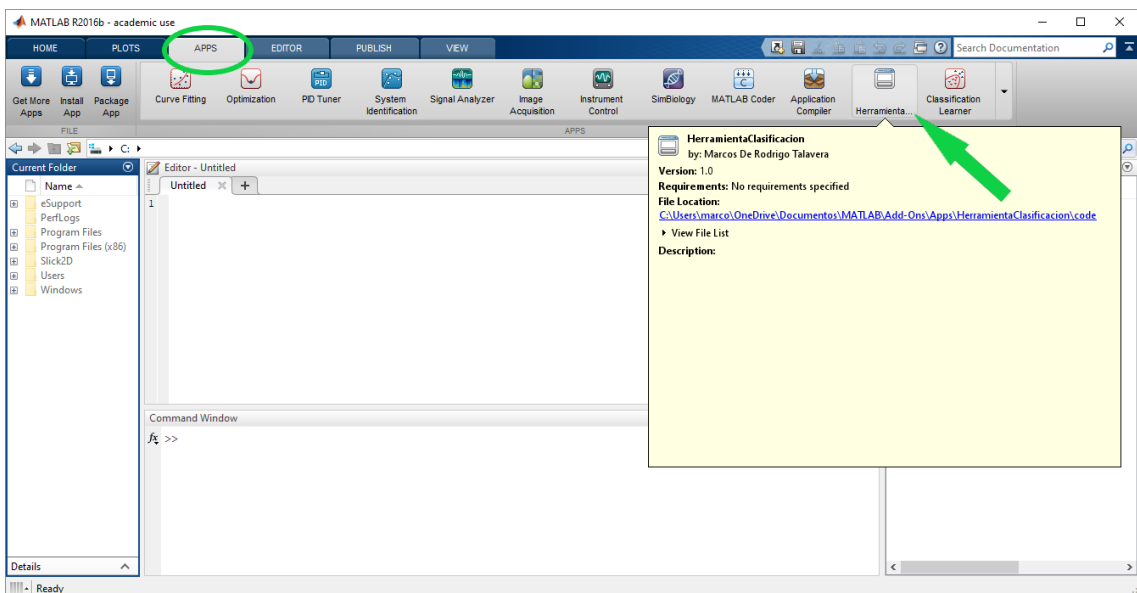 MATLAB R2016b - academic use
HOME PLOTS APPS EDITOR PUBLISH VIEW Search Documentation
Get More Apps
Install App
Package App
Curve Fitting
Optimization
PID Tuner
System Identification
Signal Analyzer
Image Acquisition
Instrument Control
SimBiology
MATLAB Coder
Application Compiler
Herramienta...
Classification Learner
FILE APPS
C:
Current Folder
Name
eSupport
PerfLogs
Program Files
Program Files (x86)
Slick2D
Users
Windows
Details
Editor - Untitled
Untitled
1
Command Window
fx >>
HerramientaClasificacion
by: Marcos De Rodrigo Talavera
Version: 1.0
Requirements: No requirements specified
File Location:
C:\Users\marco\OneDrive\Documentos\MATLAB\Add-Ons\Apps\HerramientaClasificacion\code
View File List
Description:
Ready